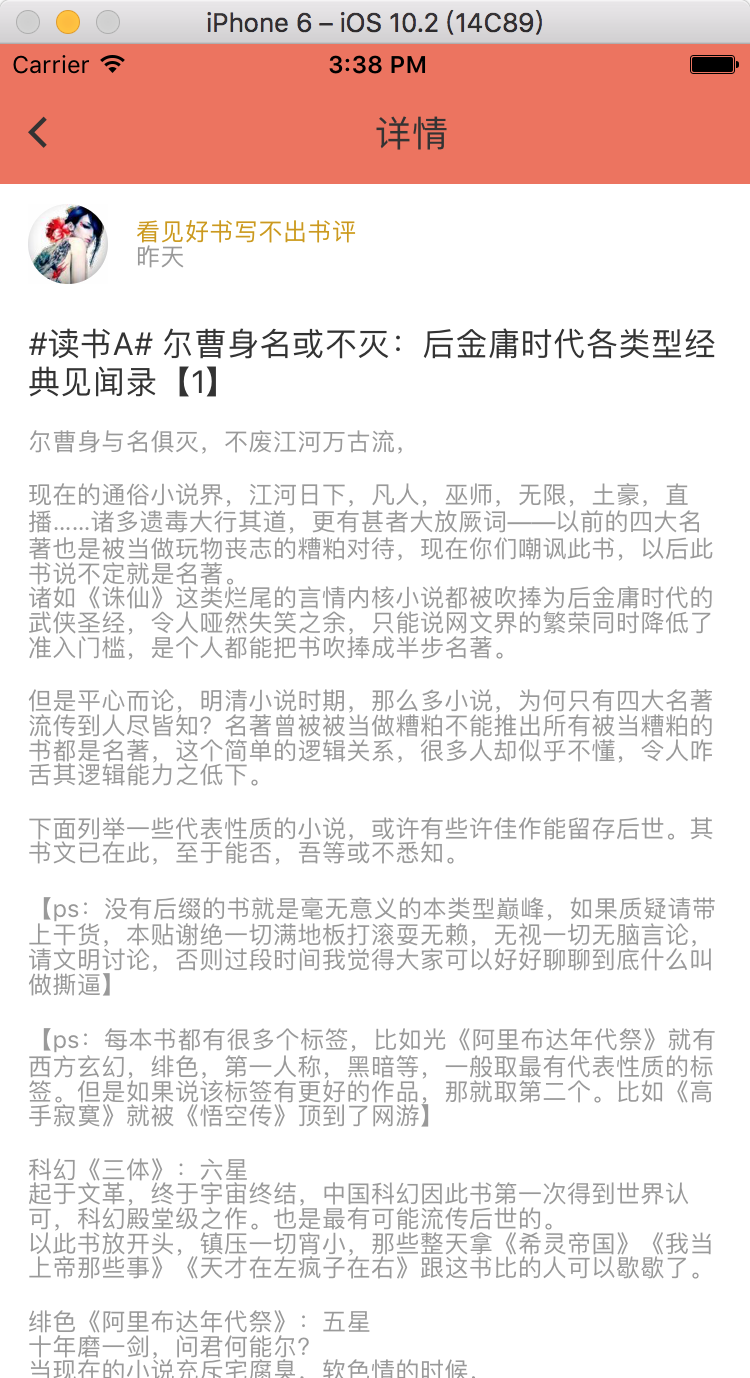 iPhone 6 – iOS 10.2 (14C89)
Carrier 3:38 PM
详情
看见好书写不出书评
昨天
#读书A# 尔曹身名或不灭：后金庸时代各类型经
典见闻录【1】
尔曹身与名俱灭，不废江河万古流，
现在的通俗小说界，江河日下，凡人，巫师，无限，土豪，直
播……诸多遗毒大行其道，更有甚者大放厥词——以前的四大名
著也是被当做玩物丧志的糟粕对待，现在你们嘲讽此书，以后此
书说不定就是名著。
诸如《诛仙》这类烂尾的言情内核小说都被吹捧为后金庸时代的
武侠圣经，令人哑然失笑之余，只能说网文界的繁荣同时降低了
准入门槛，是个人都能把书吹捧成半步名著。
但是平心而论，明清小说时期，那么多小说，为何只有四大名著
流传到人尽皆知？名著曾被被当做糟粕不能推出所有被当糟粕的
书都是名著，这个简单的逻辑关系，很多人却似乎不懂，令人咋
舌其逻辑能力之低下。
下面列举一些代表性质的小说，或许有些许佳作能留存后世。其
书文已在此，至于能否，吾等或不悉知。
【ps：没有后缀的书就是毫无意义的本类型巅峰，如果质疑请带
上干货，本贴谢绝一切满地板打滚耍无赖，无视一切无脑言论，
请文明讨论，否则过段时间我觉得大家可以好好聊聊到底什么叫
做撕逼】
【ps：每本书都有很多个标签，比如光《阿里布达年代祭》就有
西方玄幻，绯色，第一人称，黑暗等，一般取最有代表性质的标
签。但是如果说该标签有更好的作品，那就取第二个。比如《高
手寂寞》就被《悟空传》顶到了网游】
科幻《三体》：六星
起于文革，终于宇宙终结，中国科幻因此书第一次得到世界认
可，科幻殿堂级之作。也是最有可能流传后世的。
以此书放开头，镇压一切宵小，那些整天拿《希灵帝国》《我当
上帝那些事》《天才在左疯子在右》跟这书比的人可以歇歇了。
绯色《阿里布达年代祭》：五星
十年磨一剑，问君何能尔？
当现在的小说充斥宅腐臭，软色情的时候，